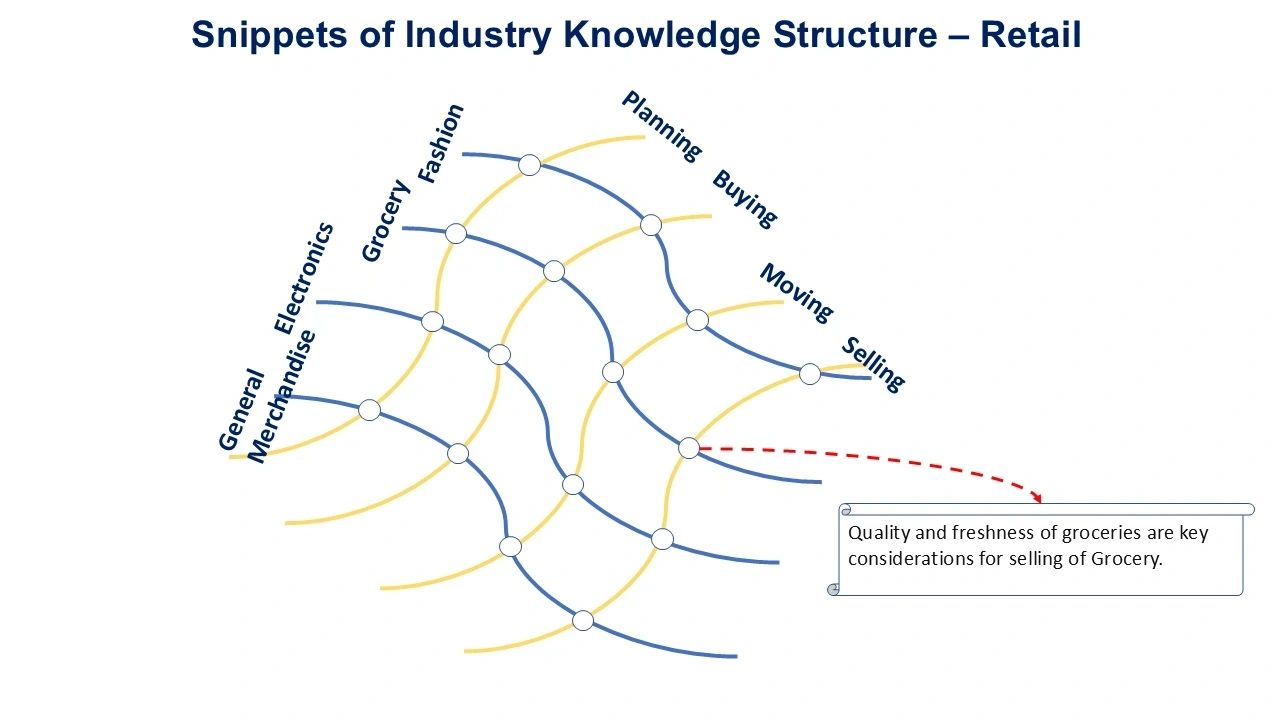 Snippets of Industry Knowledge Structure – Retail
Fashion
Grocery
Electronics
General
Merchandise
Planning
Buying
Moving
Selling
Quality and freshness of groceries are key
considerations for selling of Grocery.